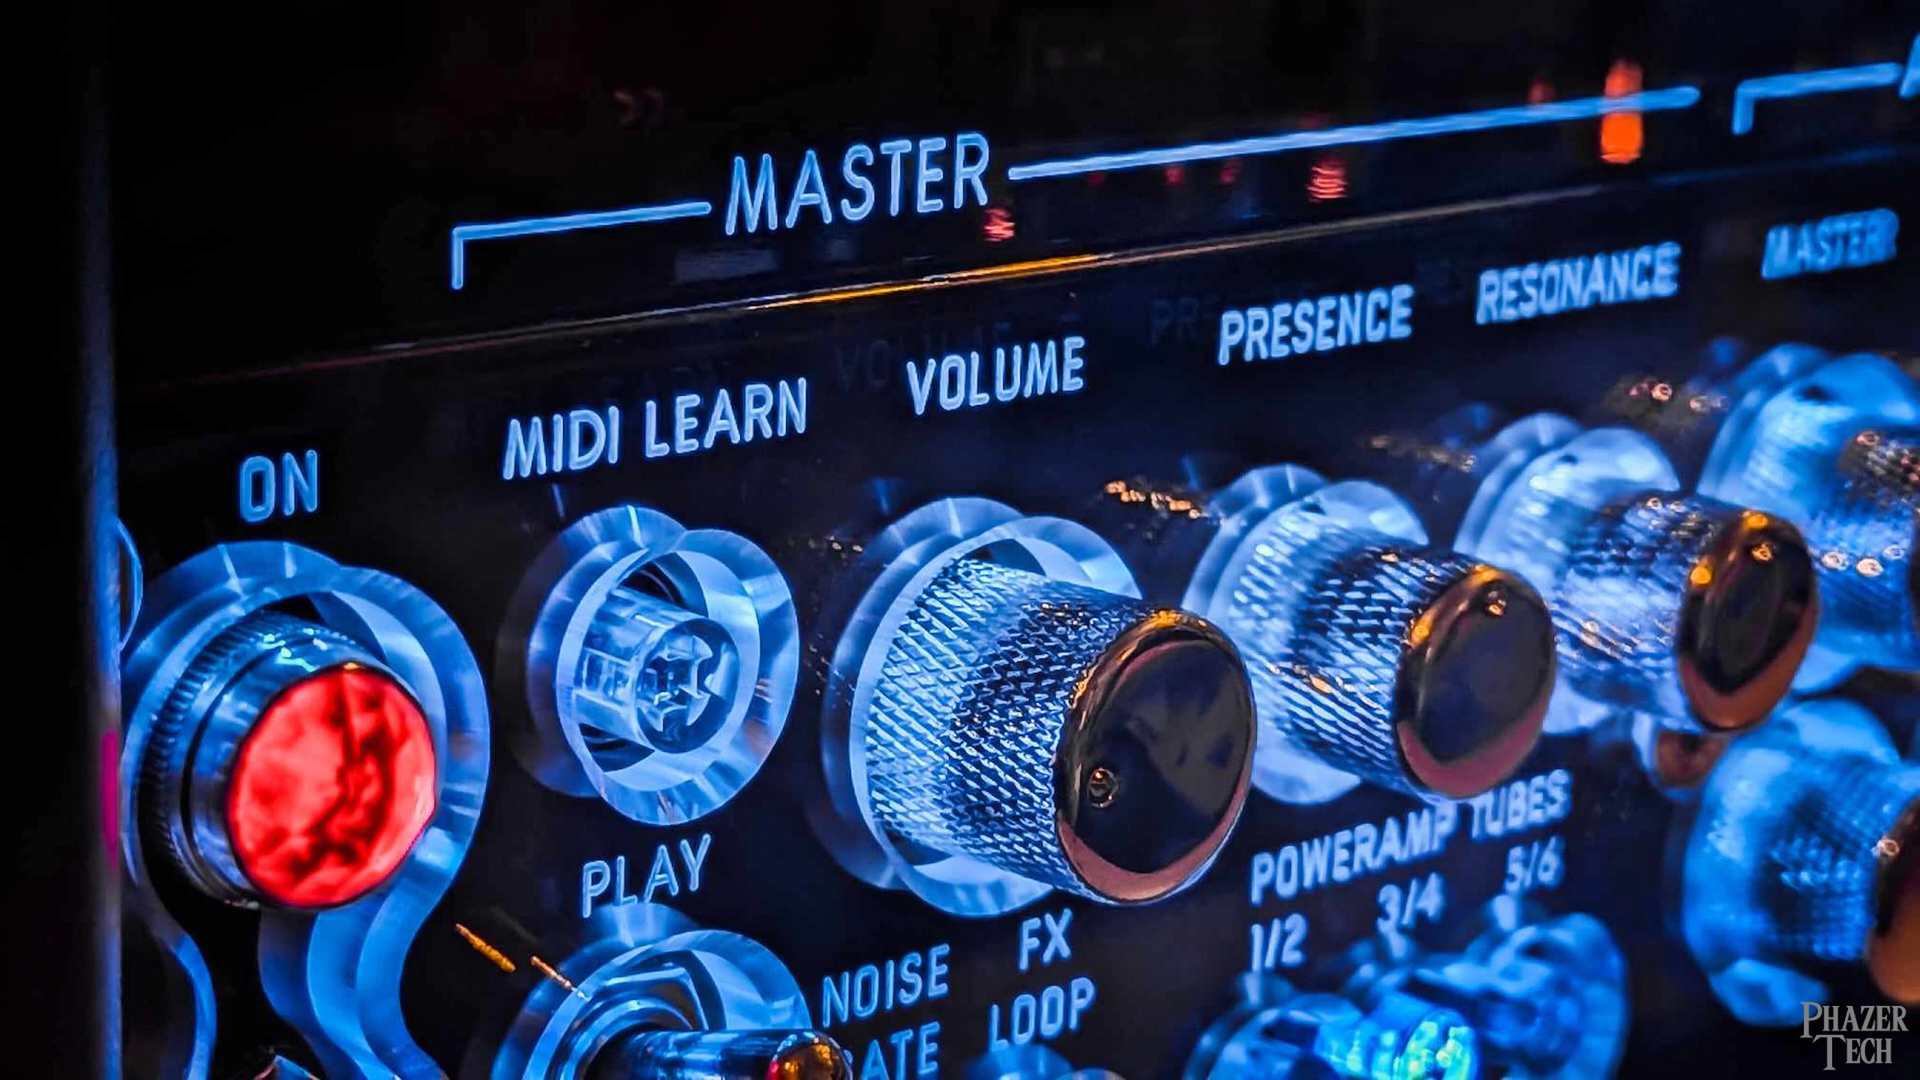 MASTER
ON
MIDI LEARN
VOLUME
PRESENCE
RESONANCE
MASTER
PLAY
NOISE
FX
LOOP
POWERAMP TUBES
1/2 3/4 5/6
PHAZER
TECH